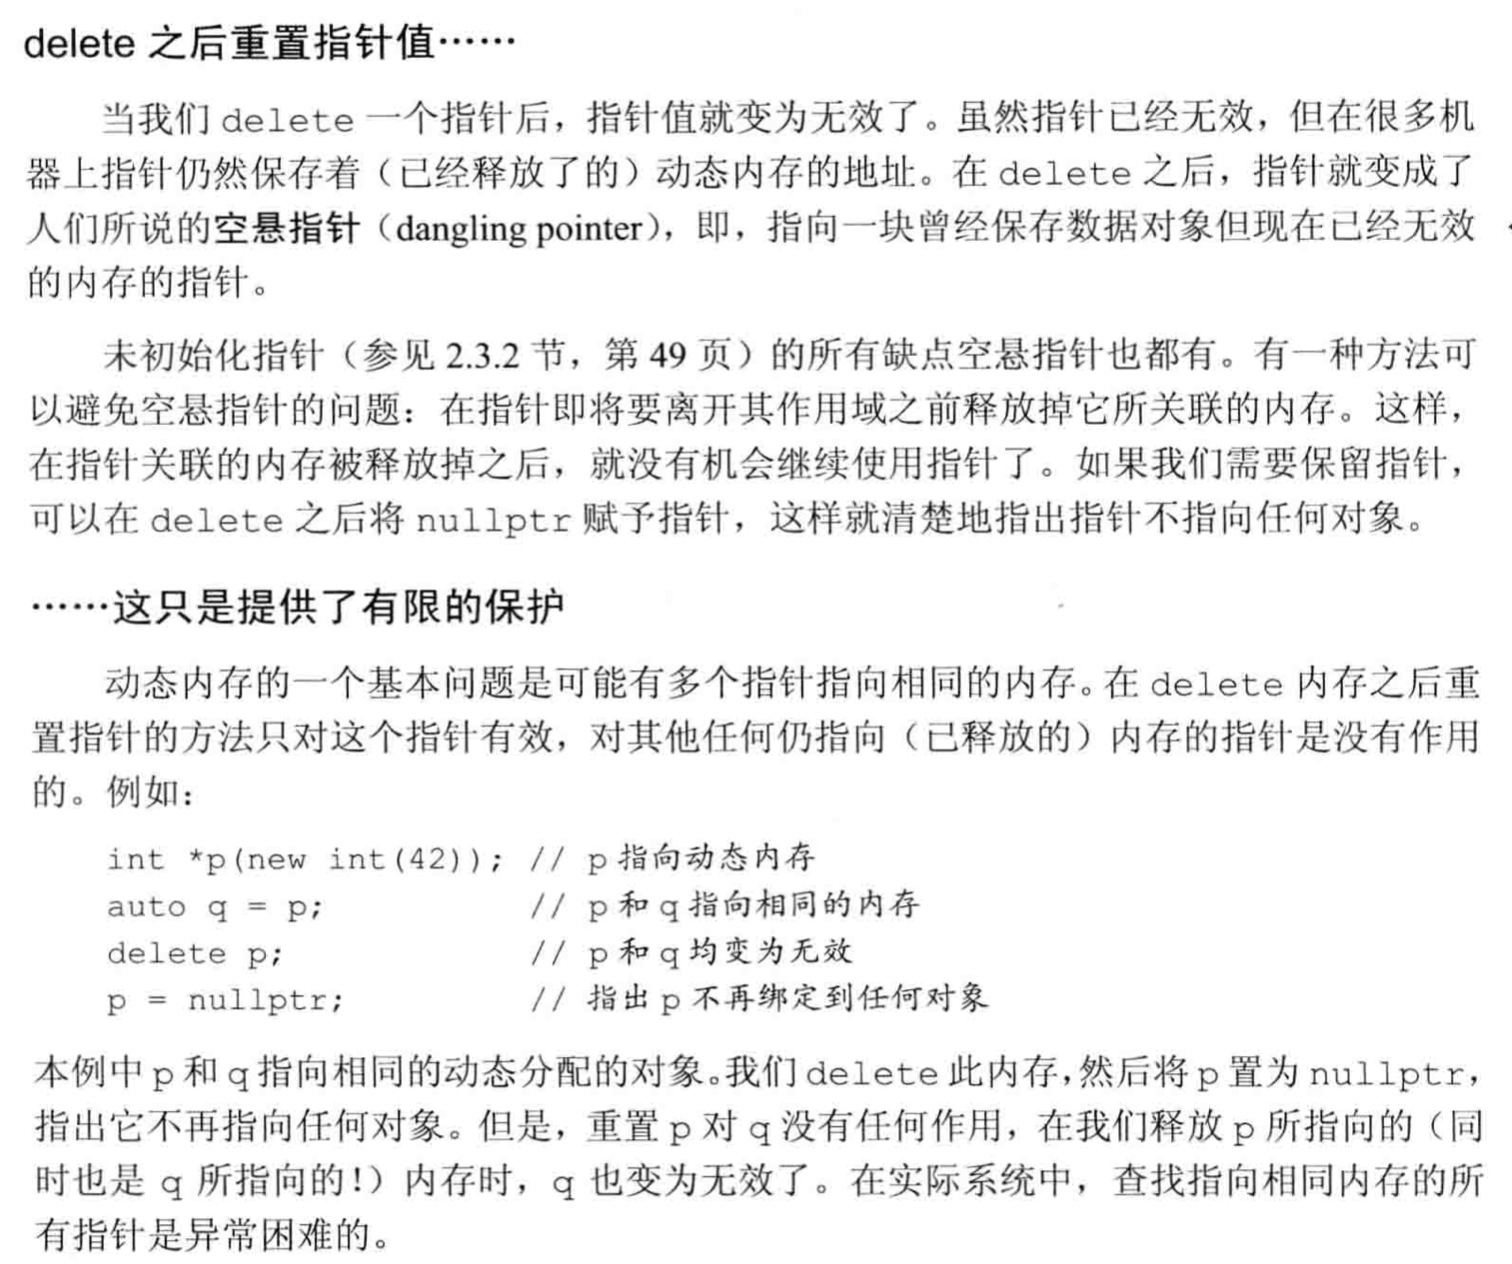 delete 之后重置指针值……
当我们 delete 一个指针后，指针值就变为无效了。虽然指针已经无效，但在很多机
器上指针仍然保存着（已经释放了的）动态内存的地址。在 delete 之后，指针就变成了
人们所说的空悬指针（dangling pointer），即，指向一块曾经保存数据对象但现在已经无效
的内存的指针。
未初始化指针（参见 2.3.2 节，第 49 页）的所有缺点空悬指针也都有。有一种方法可
以避免空悬指针的问题：在指针即将要离开其作用域之前释放掉它所关联的内存。这样，
在指针关联的内存被释放掉之后，就没有机会继续使用指针了。如果我们需要保留指针，
可以在 delete 之后将 nullptr 赋予指针，这样就清楚地指出指针不指向任何对象。
……这只是提供了有限的保护
动态内存的一个基本问题是可能有多个指针指向相同的内存。在 delete 内存之后重
置指针的方法只对这个指针有效，对其他任何仍指向（已释放的）内存的指针是没有作用
的。例如：
int *p(new int(42)); // p 指向动态内存
auto q = p; // p 和 q 指向相同的内存
delete p; // p 和 q 均变为无效
p = nullptr; // 指出 p 不再绑定到任何对象
本例中 p 和 q 指向相同的动态分配的对象。我们 delete 此内存，然后将 p 置为 nullptr，
指出它不再指向任何对象。但是，重置 p 对 q 没有任何作用，在我们释放 p 所指向的（同
时也是 q 所指向的！）内存时，q 也变为无效了。在实际系统中，查找指向相同内存的所
有指针是异常困难的。